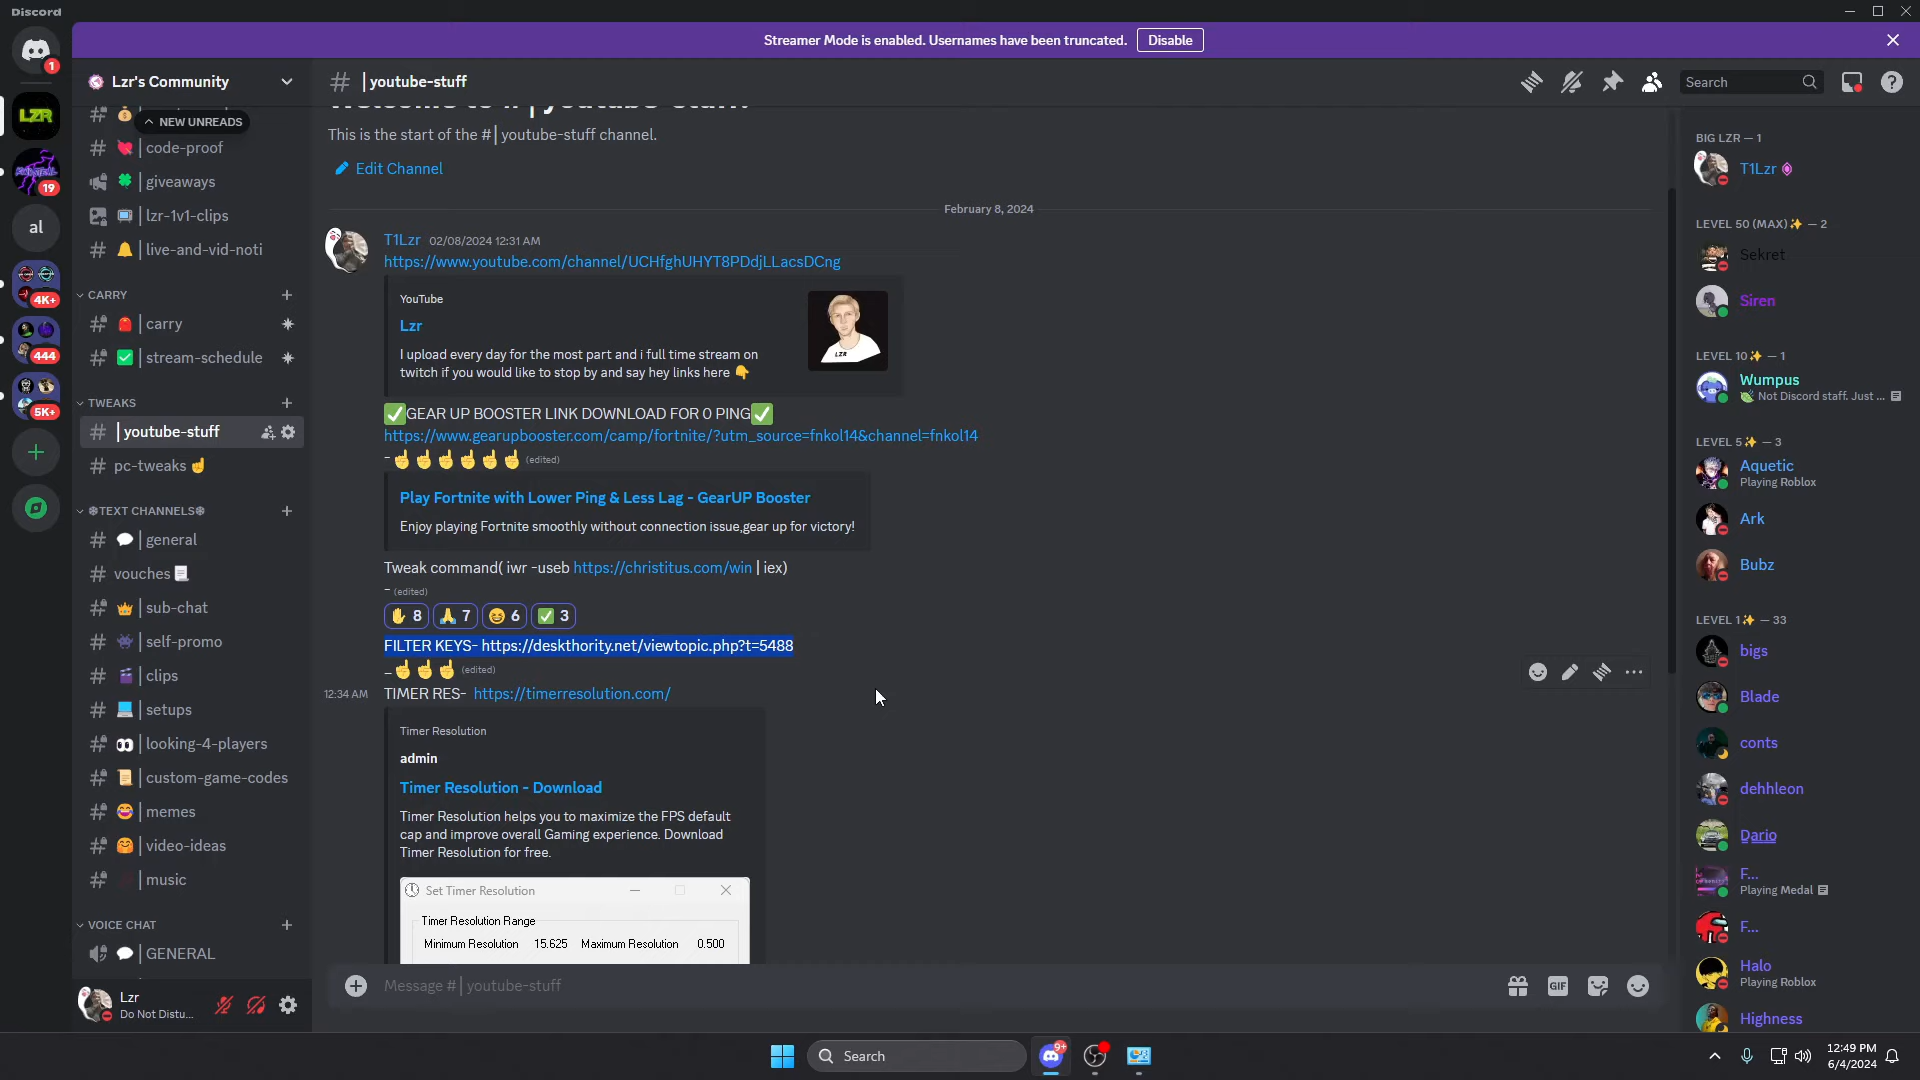 Discord
Streamer Mode is enabled. Usernames have been truncated. Disable
1
LZR
19
al
4K+
444
5K+
Lzr's Community
NEW UNREADS
code-proof
giveaways
lzr-1v1-clips
live-and-vid-noti
CARRY
carry
stream-schedule
TWEAKS
youtube-stuff
pc-tweaks ☝
❄TEXT CHANNELS❄
general
vouches
sub-chat
self-promo
clips
setups
looking-4-players
custom-game-codes
memes
video-ideas
music
VOICE CHAT
GENERAL
Lzr
Do Not Distu...
# | youtube-stuff
Search
Welcome to # | youtube-stuff!
This is the start of the # | youtube-stuff channel.
Edit Channel
February 8, 2024
T1Lzr 02/08/2024 12:31 AM
https://www.youtube.com/channel/UCHfghUHYT8PDdjLLacsDCng
YouTube
Lzr
I upload every day for the most part and i full time stream on
twitch if you would like to stop by and say hey links here 👇
LZR
✅GEAR UP BOOSTER LINK DOWNLOAD FOR 0 PING✅
https://www.gearupbooster.com/camp/fortnite/?utm_source=fnkol14&channel=fnkol14
-☝☝☝☝☝☝ (edited)
Play Fortnite with Lower Ping & Less Lag - GearUP Booster
Enjoy playing Fortnite smoothly without connection issue,gear up for victory!
Tweak command( iwr -useb https://christitus.com/win | iex)
- (edited)
8 7 6 3
FILTER KEYS- https://deskthority.net/viewtopic.php?t=5488
_☝☝☝ (edited)
12:34 AM TIMER RES- https://timerresolution.com/
Timer Resolution
admin
Timer Resolution - Download
Timer Resolution helps you to maximize the FPS default
cap and improve overall Gaming experience. Download
Timer Resolution for free.
Set Timer Resolution
Timer Resolution Range
Minimum Resolution 15.625 Maximum Resolution 0.500
Message # | youtube-stuff
GIF
BIG LZR — 1
T1Lzr
LEVEL 50 (MAX)✨ — 2
Sekret
Siren
LEVEL 10✨ — 1
Wumpus
Not Discord staff. Just ...
LEVEL 5✨ — 3
Aquetic
Playing Roblox
Ark
Bubz
LEVEL 1✨ — 33
bigs
Blade
conts
dehhleon
Dario
F...
Playing Medal
F...
Halo
Playing Roblox
Highness
Search
9+
12:49 PM
6/4/2024